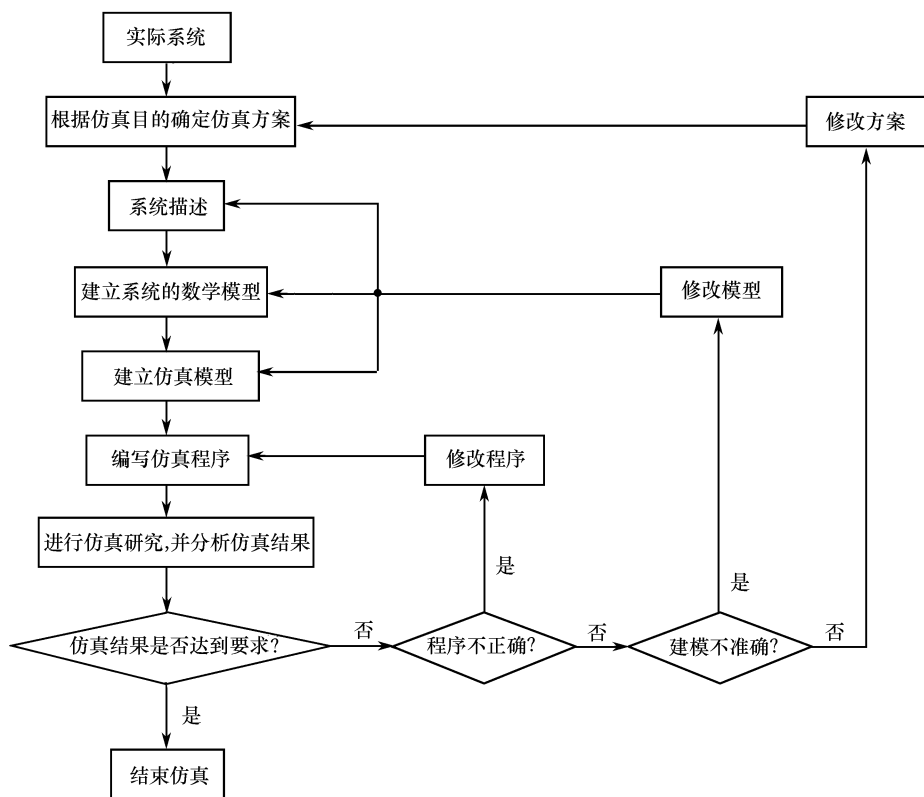 实际系统
根据仿真目的确定仿真方案
修改方案
系统描述
建立系统的数学模型
修改模型
建立仿真模型
编写仿真程序
修改程序
进行仿真研究,并分析仿真结果
是
是
仿真结果是否达到要求?
否
程序不正确?
否
建模不准确?
否
是
结束仿真